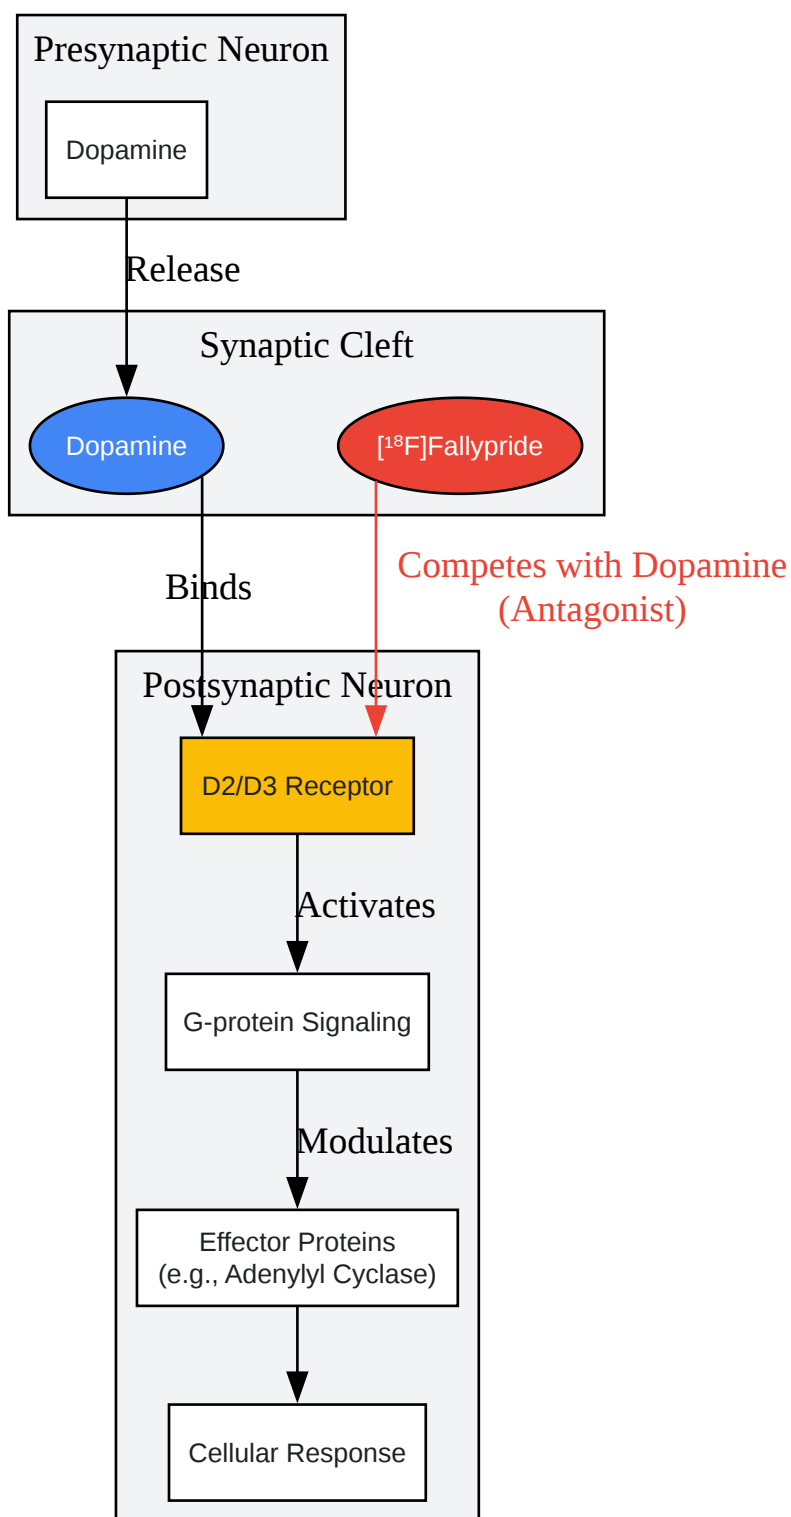 Presynaptic Neuron
Dopamine
Release
Synaptic Cleft
Dopamine
[¹⁸F]Fallypride
Binds
Competes with Dopamine
(Antagonist)
Postsynaptic Neuron
D2/D3 Receptor
Activates
G-protein Signaling
Modulates
Effector Proteins
(e.g., Adenylyl Cyclase)
Cellular Response